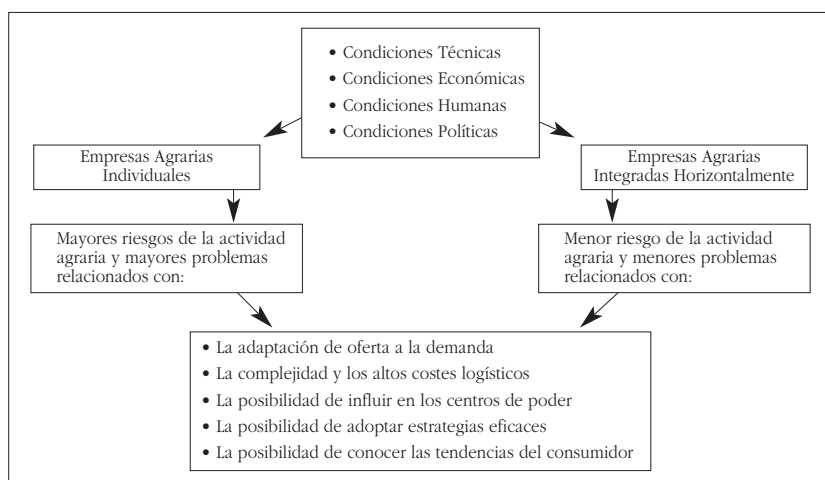 • Condiciones Técnicas
• Condiciones Económicas
• Condiciones Humanas
• Condiciones Políticas
Empresas Agrarias
Individuales
Empresas Agrarias
Integradas Horizontalmente
Mayores riesgos de la actividad
agraria y mayores problemas
relacionados con:
Menor riesgo de la actividad
agraria y menores problemas
relacionados con:
• La adaptación de oferta a la demanda
• La complejidad y los altos costes logísticos
• La posibilidad de influir en los centros de poder
• La posibilidad de adoptar estrategias eficaces
• La posibilidad de conocer las tendencias del consumidor